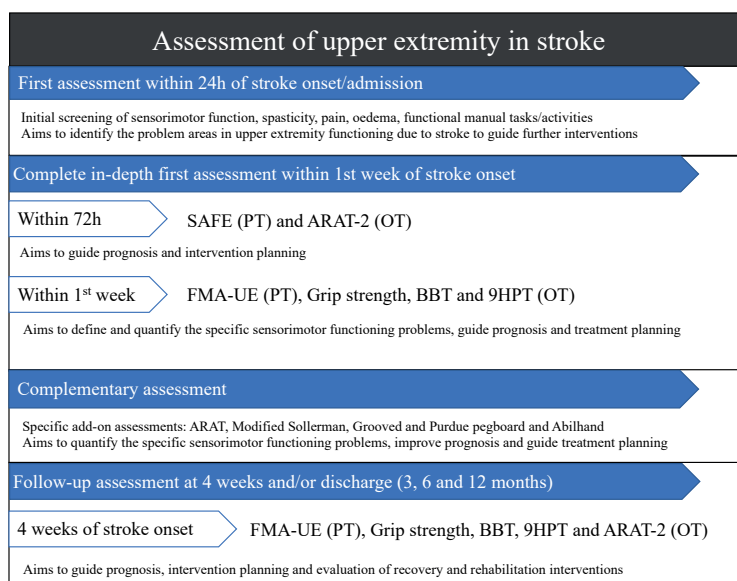 Assessment of upper extremity in stroke
First assessment within 24h of stroke onset/admission
Initial screening of sensorimotor function, spasticity, pain, oedema, functional manual tasks/activities
Aims to identify the problem areas in upper extremity functioning due to stroke to guide further interventions
Complete in-depth first assessment within 1st week of stroke onset
Within 72h SAFE (PT) and ARAT-2 (OT)
Aims to guide prognosis and intervention planning
Within 1st week FMA-UE (PT), Grip strength, BBT and 9HPT (OT)
Aims to define and quantify the specific sensorimotor functioning problems, guide prognosis and treatment planning
Complementary assessment
Specific add-on assessments: ARAT, Modified Sollerman, Grooved and Purdue pegboard and Abilhand
Aims to quantify the specific sensorimotor functioning problems, improve prognosis and guide treatment planning
Follow-up assessment at 4 weeks and/or discharge (3, 6 and 12 months)
4 weeks of stroke onset FMA-UE (PT), Grip strength, BBT, 9HPT and ARAT-2 (OT)
Aims to guide prognosis, intervention planning and evaluation of recovery and rehabilitation interventions